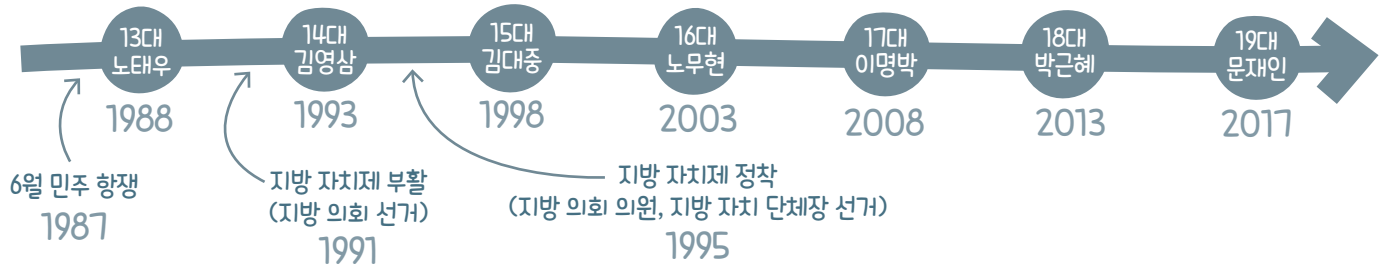 13대
노태우
1988
14대
김영삼
1993
15대
김대중
1998
16대
노무현
2003
17대
이명박
2008
18대
박근혜
2013
19대
문재인
2017
6월 민주 항쟁
1987
지방 자치제 부활
(지방 의회 선거)
1991
지방 자치제 정착
(지방 의회 의원, 지방 자치 단체장 선거)
1995